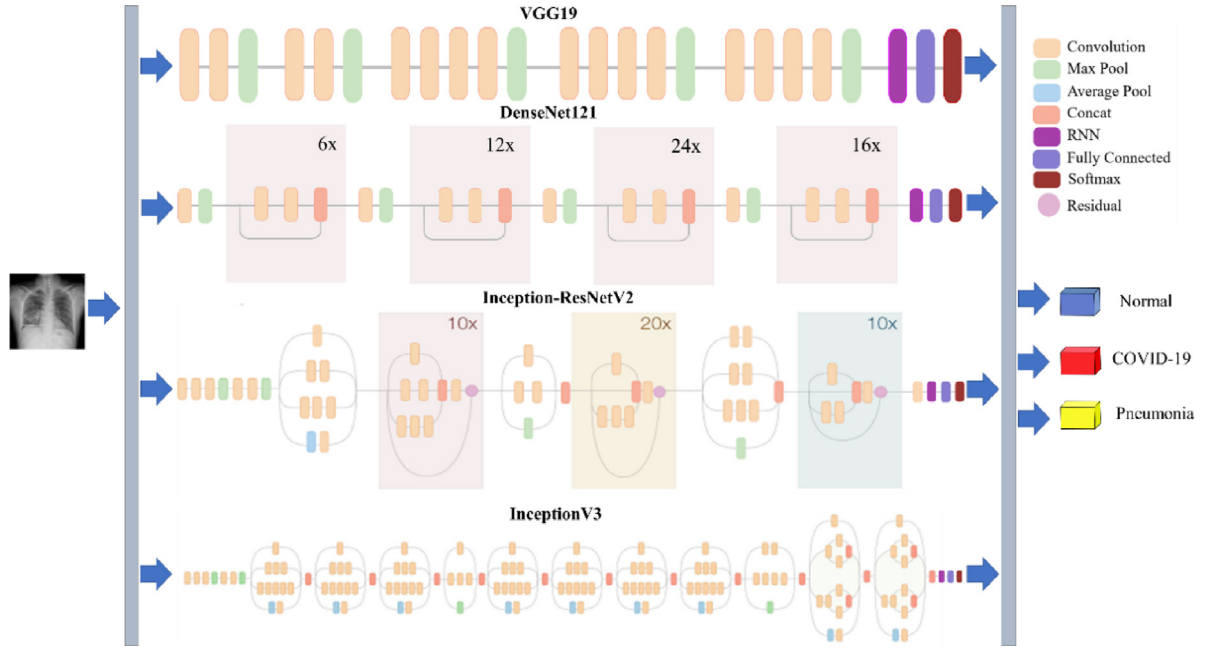 VGG19
Convolution
Max Pool
Average Pool
Concat
RNN
Fully Connected
Softmax
Residual
DenseNet121
6x
12x
24x
16x
Inception-ResNetV2
10x
20x
10x
Normal
COVID-19
Pneumonia
InceptionV3